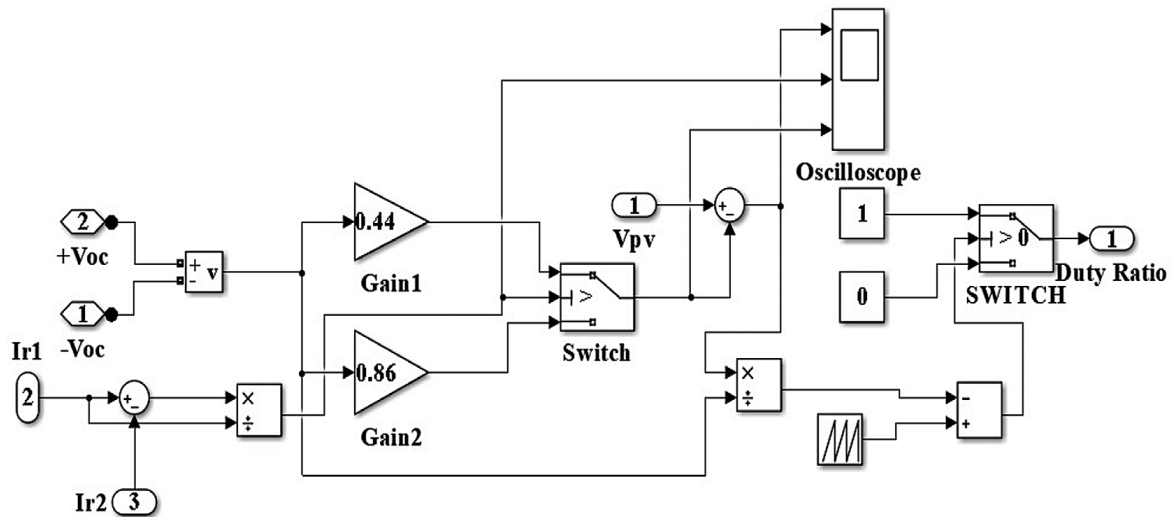 Oscilloscope
1
Vpv
+
-
1
0
> 0
SWITCH
1
Duty Ratio
2
+Voc
1
-Voc
+
-
v
0.44
Gain1
>
Switch
0.86
Gain2
Ir1
2
+
-
×
÷
Ir2
3
×
÷
-
+